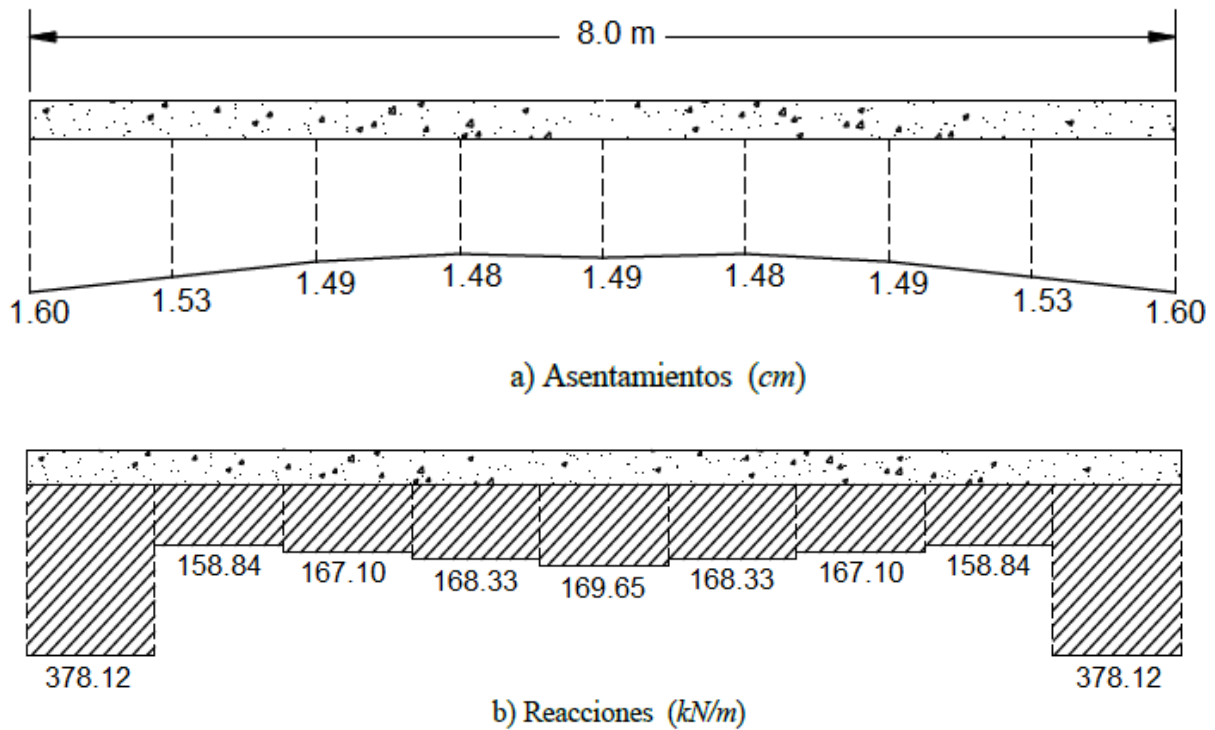 8.0 m
1.60 1.53 1.49 1.48 1.49 1.48 1.49 1.53 1.60
a) Asentamientos (cm)
378.12 158.84 167.10 168.33 169.65 168.33 167.10 158.84 378.12
b) Reacciones (kN/m)